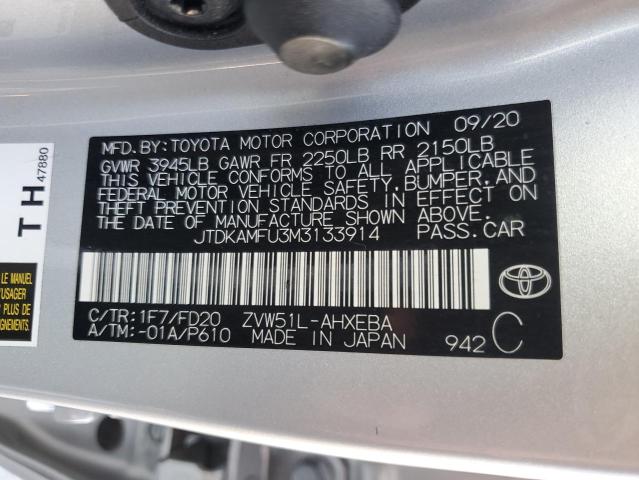 MFD.BY:TOYOTA MOTOR CORPORATION 09/20
GVWR 3945LB GAWR FR 2250LB RR 2150LB
THIS VEHICLE CONFORMS TO ALL APPLICABLE
FEDERAL MOTOR VEHICLE SAFETY,BUMPER,AND
THEFT PREVENTION STANDARDS IN EFFECT ON
THE DATE OF MANUFACTURE SHOWN ABOVE.
JTDKAMFU3M3133914 PASS.CAR
C/TR:1F7/FD20 ZVW51L-AHXEBA
A/TM:-01A/P610 MADE IN JAPAN 942 C
TH
47880
LE MANUEL
'USAGER
PLUS